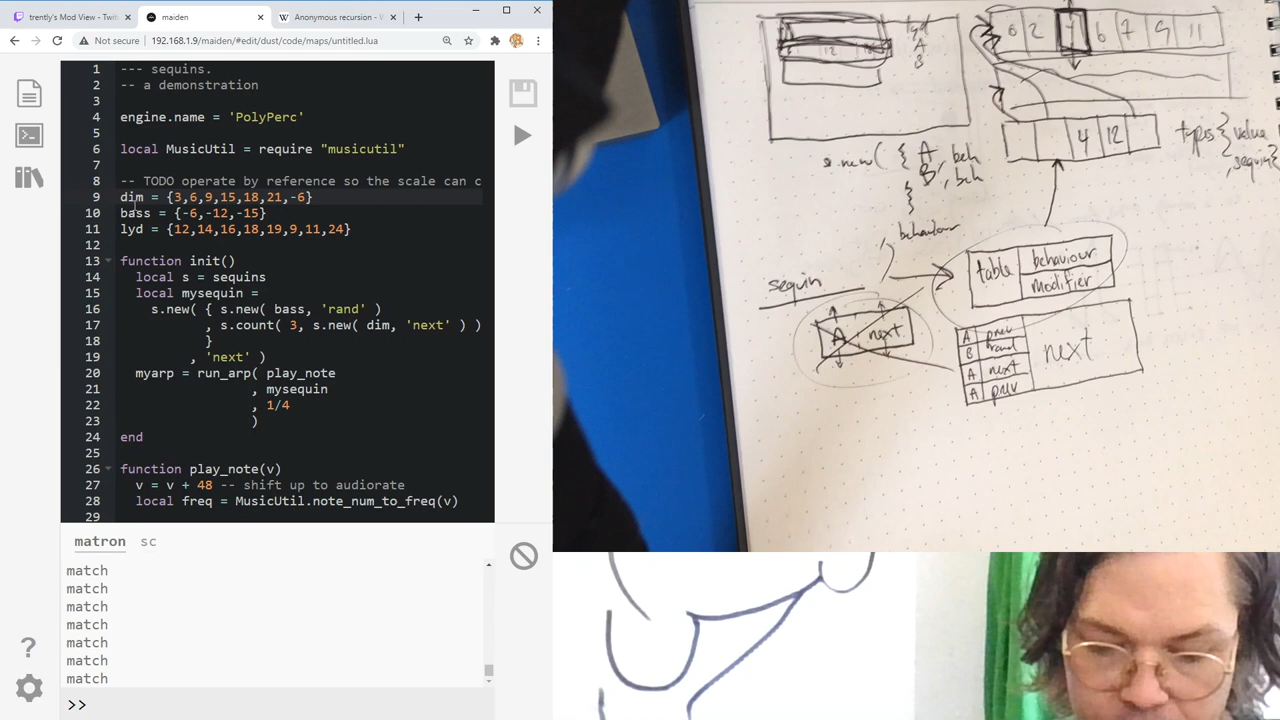 trently's Mod View - Twit
maiden
Anonymous recursion - W
Not secure
192.168.1.9/maiden/#edit/dust/code/maps/untitled.lua
1 --- sequins.
2 -- a demonstration
3
4 engine.name = 'PolyPerc'
5
6 local MusicUtil = require "musicutil"
7
8 -- TODO operate by reference so the scale can c
9 dim = {3,6,9,15,18,21,-6}
10 bass = {-6,-12,-15}
11 lyd = {12,14,16,18,19,9,11,24}
12
13 function init()
14 local s = sequins
15 local mysequin =
16 s.new( { s.new( bass, 'rand' )
17 , s.count( 3, s.new( dim, 'next' ) )
18 }
19 , 'next' )
20 myarp = run_arp( play_note
21 , mysequin
22 , 1/4
23 )
24 end
25
26 function play_note(v)
27 v = v + 48 -- shift up to audiorate
28 local freq = MusicUtil.note_num_to_freq(v)
29
matron sc
match
match
match
match
match
match
match
>>
12
A
B
0 2 7 6 7 9 11
4 12
types { value
, sequin }
s.new( { A , beh
B , beh
}
behaviour
sequin
table behaviour
modifier
A next
A prev
B rand
A next
A prev
next